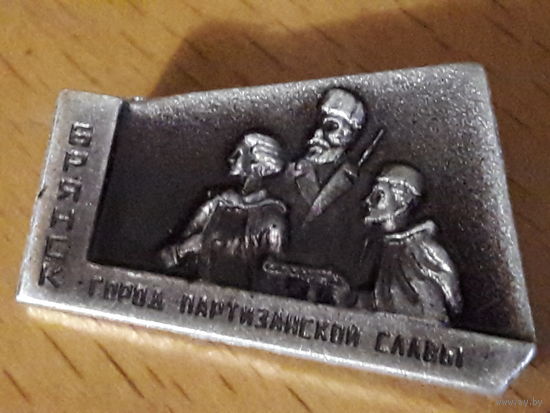 БРЯНСК
ГОРОД ПАРТИЗАНСКОЙ СЛАВЫ